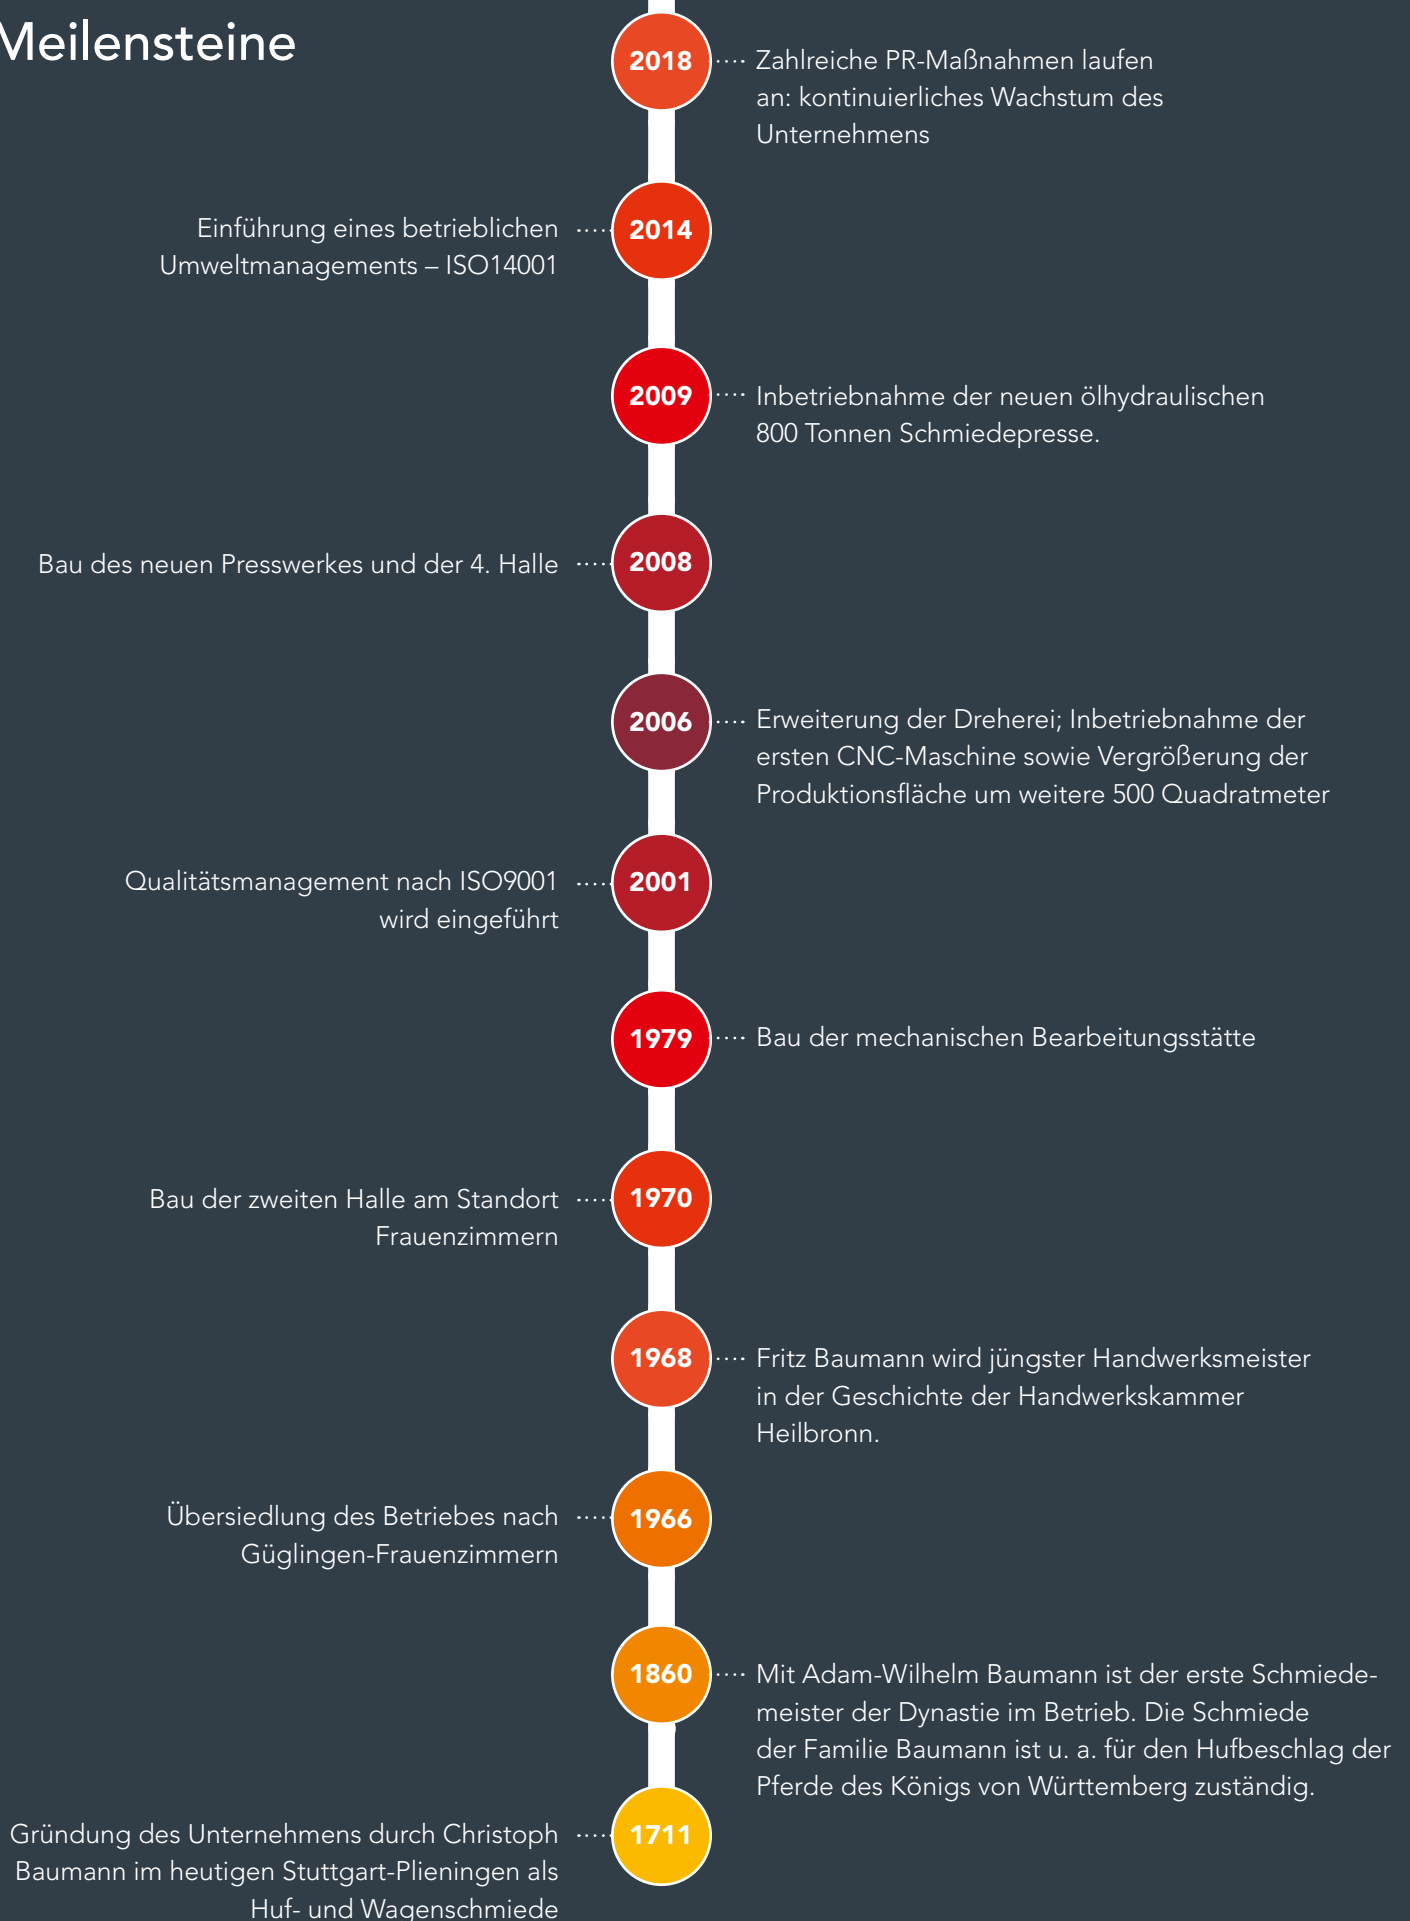 Meilensteine
2018
Zahlreiche PR-Maßnahmen laufen
an: kontinuierliches Wachstum des
Unternehmens
2014
Einführung eines betrieblichen
Umweltmanagements – ISO14001
2009
Inbetriebnahme der neuen ölhydraulischen
800 Tonnen Schmiedepresse.
2008
Bau des neuen Presswerkes und der 4. Halle
2006
Erweiterung der Dreherei; Inbetriebnahme der
ersten CNC-Maschine sowie Vergrößerung der
Produktionsfläche um weitere 500 Quadratmeter
2001
Qualitätsmanagement nach ISO9001
wird eingeführt
1979
Bau der mechanischen Bearbeitungsstätte
1970
Bau der zweiten Halle am Standort
Frauenzimmern
1968
Fritz Baumann wird jüngster Handwerksmeister
in der Geschichte der Handwerkskammer
Heilbronn.
1966
Übersiedlung des Betriebes nach
Güglingen-Frauenzimmern
1860
Mit Adam-Wilhelm Baumann ist der erste Schmiede-
meister der Dynastie im Betrieb. Die Schmiede
der Familie Baumann ist u. a. für den Hufbeschlag der
Pferde des Königs von Württemberg zuständig.
1711
Gründung des Unternehmens durch Christoph
Baumann im heutigen Stuttgart-Plieningen als
Huf- und Wagenschmiede